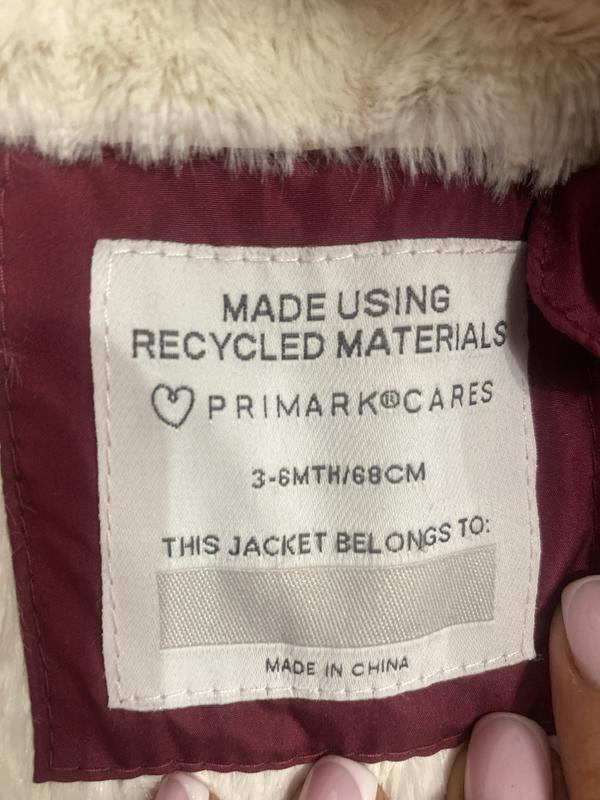 MADE USING
RECYCLED MATERIALS
PRIMARK®CARES
3-6MTH/68CM
THIS JACKET BELONGS TO:
MADE IN CHINA